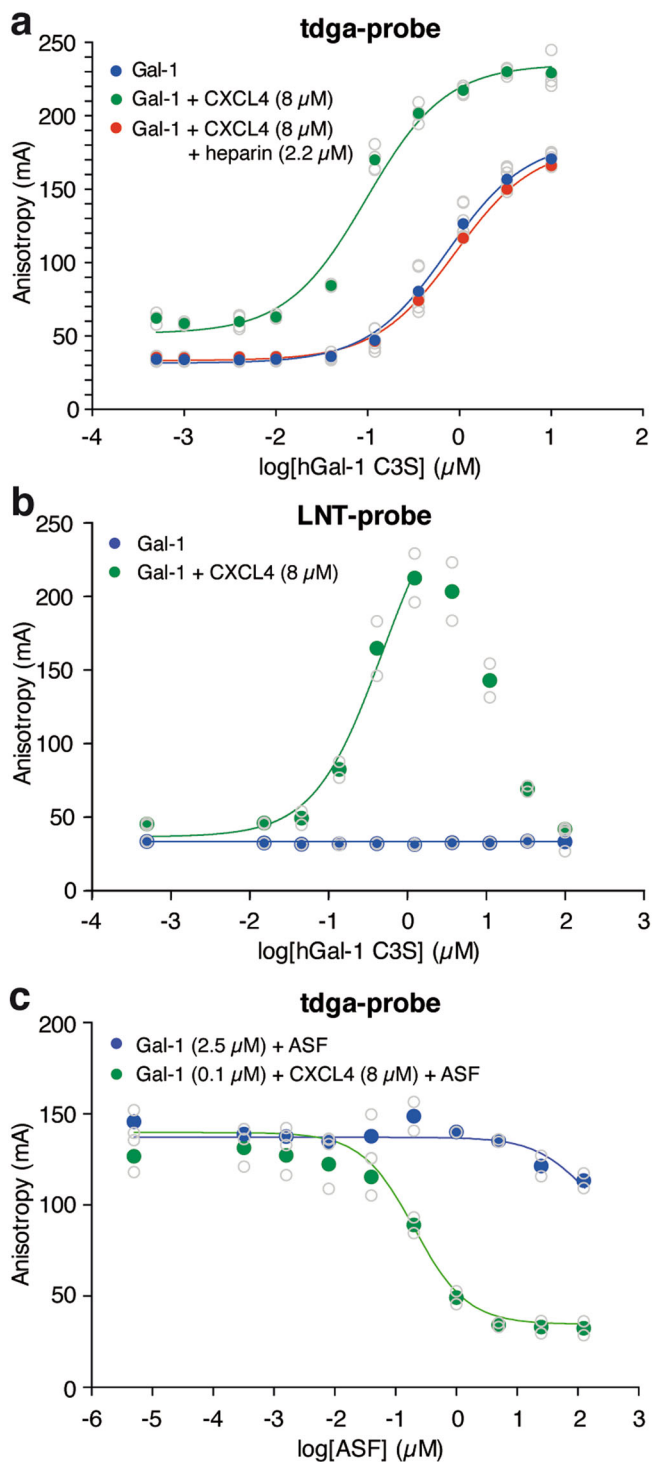 a
tdga-probe
250
200
150
100
50
0
Anisotropy (mA)
Gal-1
Gal-1 + CXCL4 (8 µM)
Gal-1 + CXCL4 (8 µM)
+ heparin (2.2 µM)
-4 -3 -2 -1 0 1 2
log[hGal-1 C3S] (µM)
b
LNT-probe
250
200
150
100
50
0
Anisotropy (mA)
Gal-1
Gal-1 + CXCL4 (8 µM)
-4 -3 -2 -1 0 1 2 3
log[hGal-1 C3S] (µM)
c
tdga-probe
200
150
100
50
0
Anisotropy (mA)
Gal-1 (2.5 µM) + ASF
Gal-1 (0.1 µM) + CXCL4 (8 µM) + ASF
-6 -5 -4 -3 -2 -1 0 1 2 3
log[ASF] (µM)